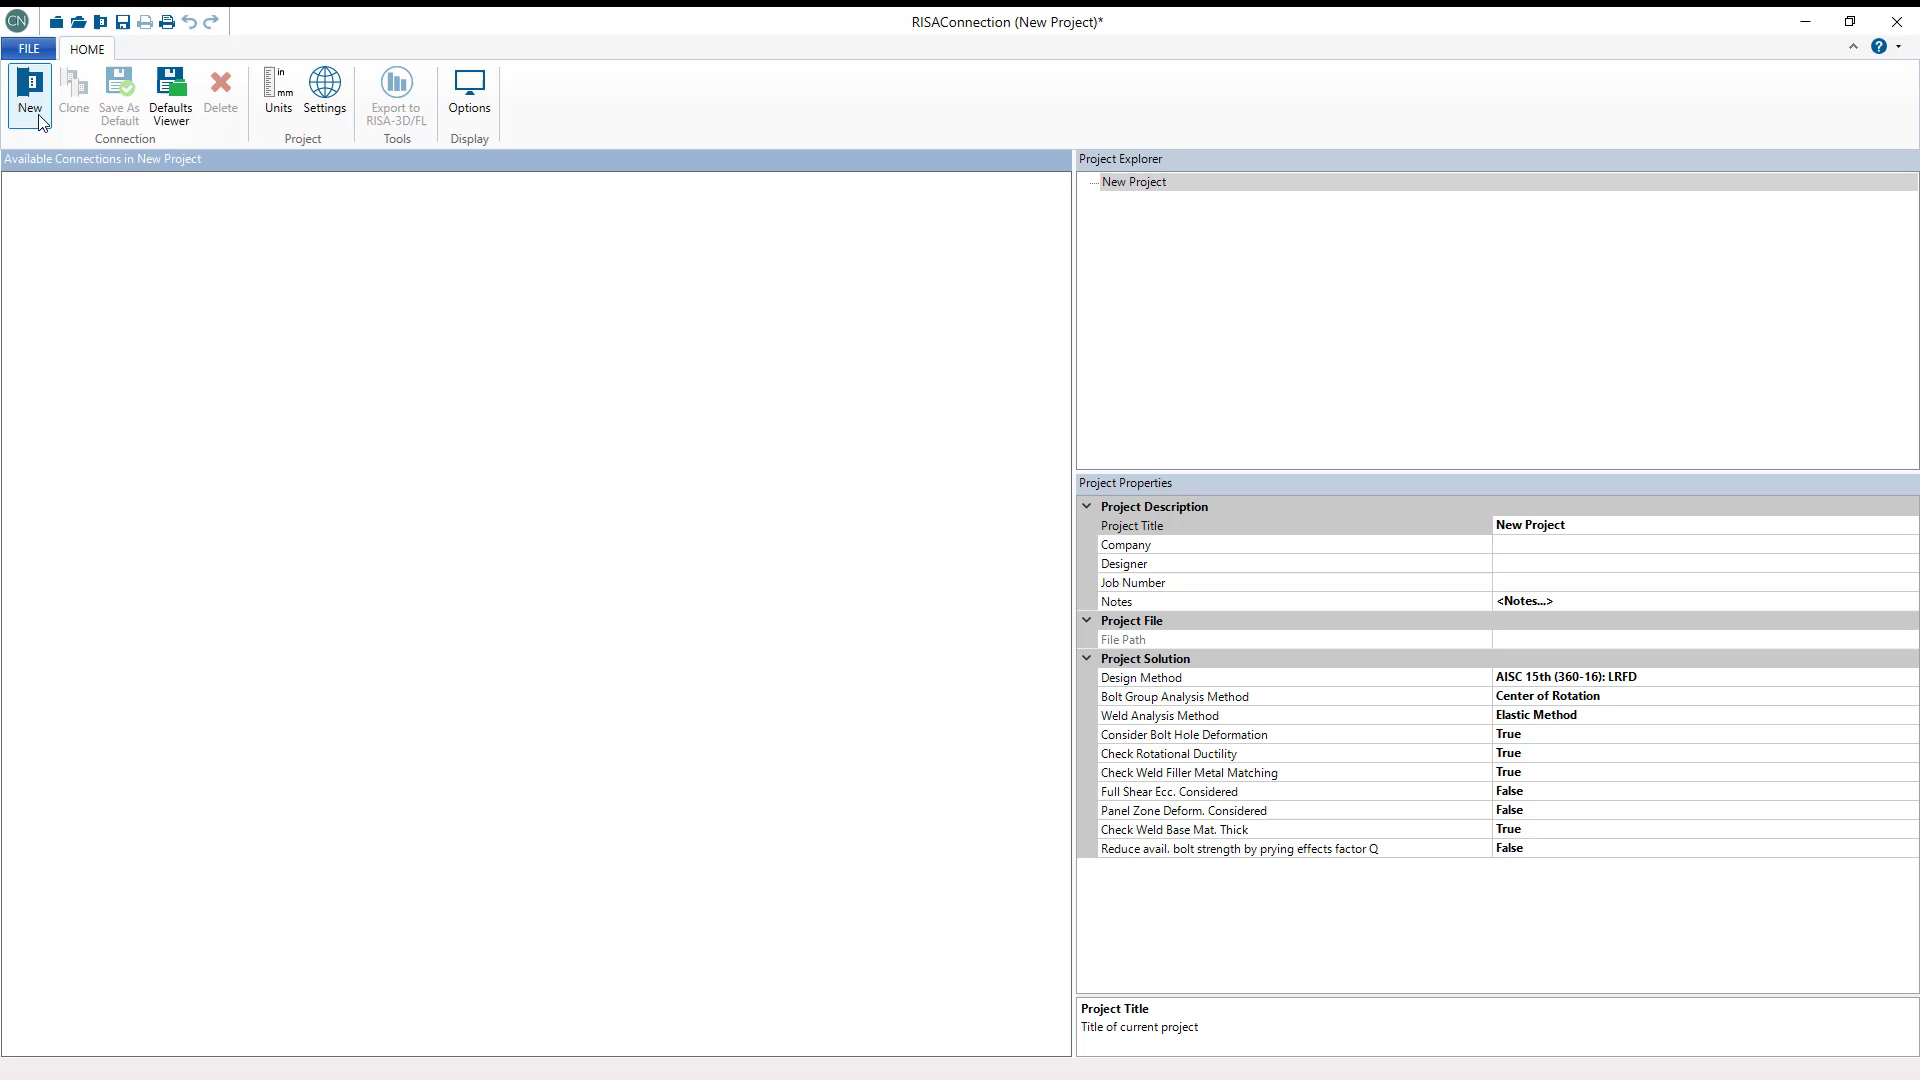 CN
RISAConnection (New Project)*
FILE
HOME
?
New
Clone
Save As
Default
Defaults
Viewer
Delete
Connection
in
mm
Units
Settings
Project
Export to
RISA-3D/FL
Tools
Options
Display
Available Connections in New Project
Project Explorer
New Project
Project Properties
Project Description
Project Title New Project
Company
Designer
Job Number
Notes <Notes...>
Project File
File Path
Project Solution
Design Method AISC 15th (360-16): LRFD
Bolt Group Analysis Method Center of Rotation
Weld Analysis Method Elastic Method
Consider Bolt Hole Deformation True
Check Rotational Ductility True
Check Weld Filler Metal Matching True
Full Shear Ecc. Considered False
Panel Zone Deform. Considered False
Check Weld Base Mat. Thick True
Reduce avail. bolt strength by prying effects factor Q False
Project Title
Title of current project